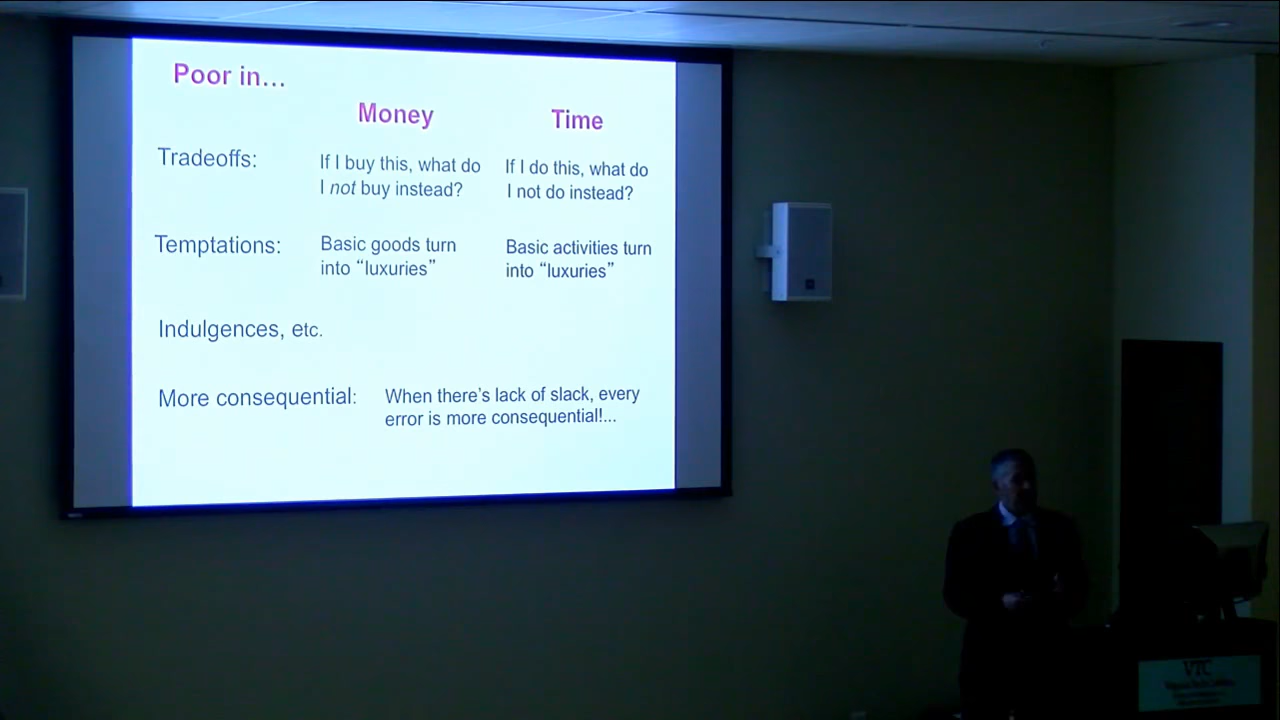 Poor in...
Money
Time
Tradeoffs:
If I buy this, what do
I not buy instead?
If I do this, what do
I not do instead?
Temptations:
Basic goods turn
into “luxuries”
Basic activities turn
into “luxuries”
Indulgences, etc.
More consequential:
When there’s lack of slack, every
error is more consequential!...
VTC